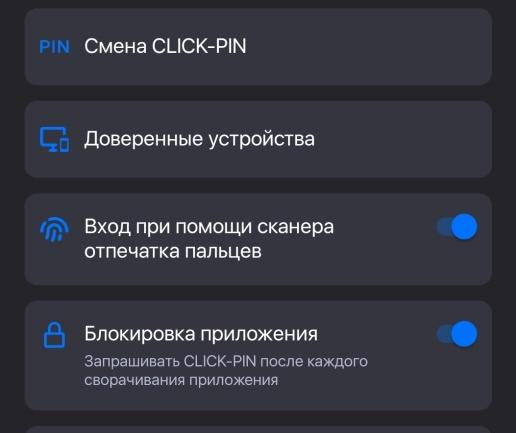 PIN Смена CLICK-PIN
Доверенные устройства
Вход при помощи сканера
отпечатка пальцев
Блокировка приложения
Запрашивать CLICK-PIN после каждого
сворачивания приложения